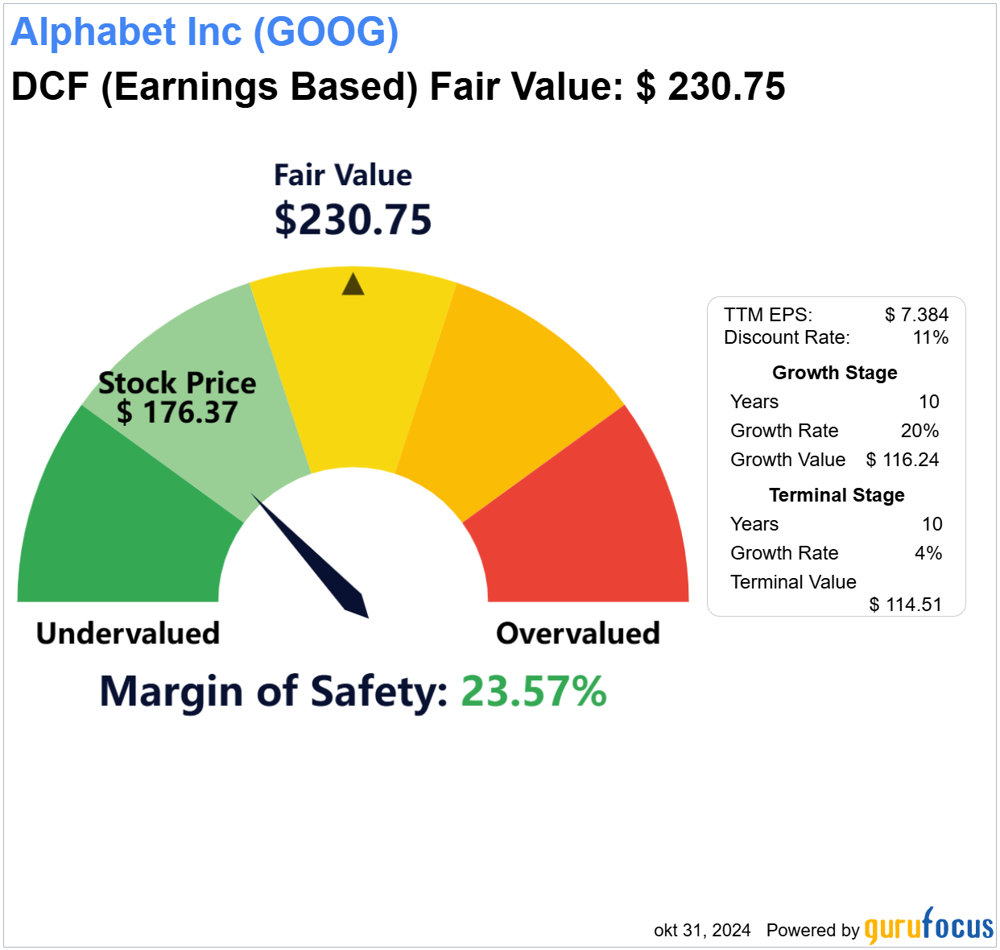 Alphabet Inc (GOOG)
DCF (Earnings Based) Fair Value: $ 230.75
Fair Value
$230.75
Stock Price
$ 176.37
Undervalued
Overvalued
Margin of Safety: 23.57%
TTM EPS: $ 7.384
Discount Rate: 11%
Growth Stage
Years 10
Growth Rate 20%
Growth Value $ 116.24
Terminal Stage
Years 10
Growth Rate 4%
Terminal Value
$ 114.51
okt 31, 2024 Powered by gurufocus